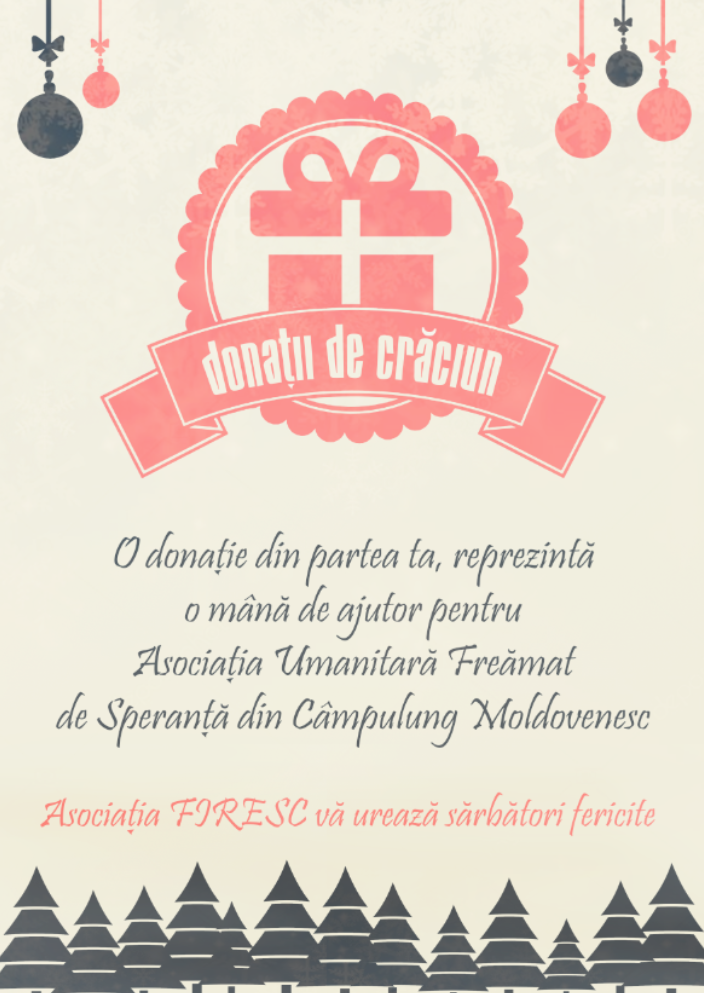 donații de crăciun
O donație din partea ta, reprezintă
o mână de ajutor pentru
Asociația Umanitară Freămat
de Speranță din Câmpulung Moldovenesc
Asociația FIRESC vă urează sărbători fericite